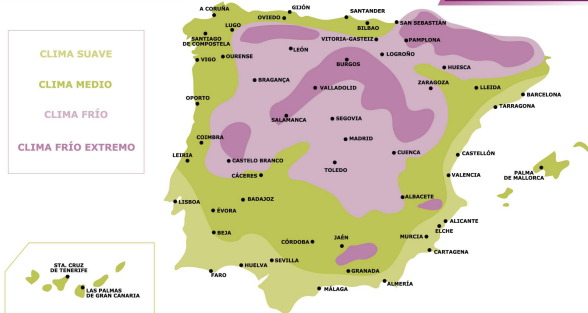 CLIMA SUAVE
CLIMA MEDIO
CLIMA FRÍO
CLIMA FRÍO EXTREMO
A CORUÑA
GIJÓN
OVIEDO
SANTANDER
BILBAO
SAN SEBASTIÁN
LUGO
SANTIAGO
DE COMPOSTELA
VITORIA-GASTEIZ
PAMPLONA
LEÓN
LOGROÑO
VIGO
OURENSE
BURGOS
HUESCA
BRAGANÇA
VALLADOLID
ZARAGOZA
LLEIDA
BARCELONA
OPORTO
TARRAGONA
SALAMANCA
SEGOVIA
COIMBRA
MADRID
LEIRIA
CASTELO BRANCO
CUENCA
CASTELLÓN
TOLEDO
CÁCERES
VALENCIA
PALMA
DE MALLORCA
LISBOA
BADAJOZ
ALBACETE
ÉVORA
ALICANTE
ELCHE
BEJA
CÓRDOBA
JAÉN
MURCIA
CARTAGENA
SEVILLA
HUELVA
FARO
GRANADA
ALMERÍA
MÁLAGA
STA. CRUZ
DE TENERIFE
LAS PALMAS
DE GRAN CANARIA